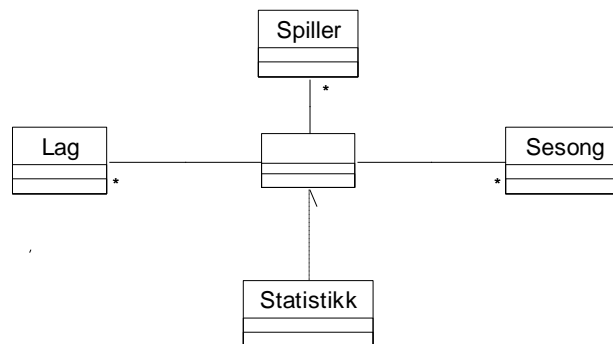 Spiller
*
Lag
*
Sesong
*
Statistikk